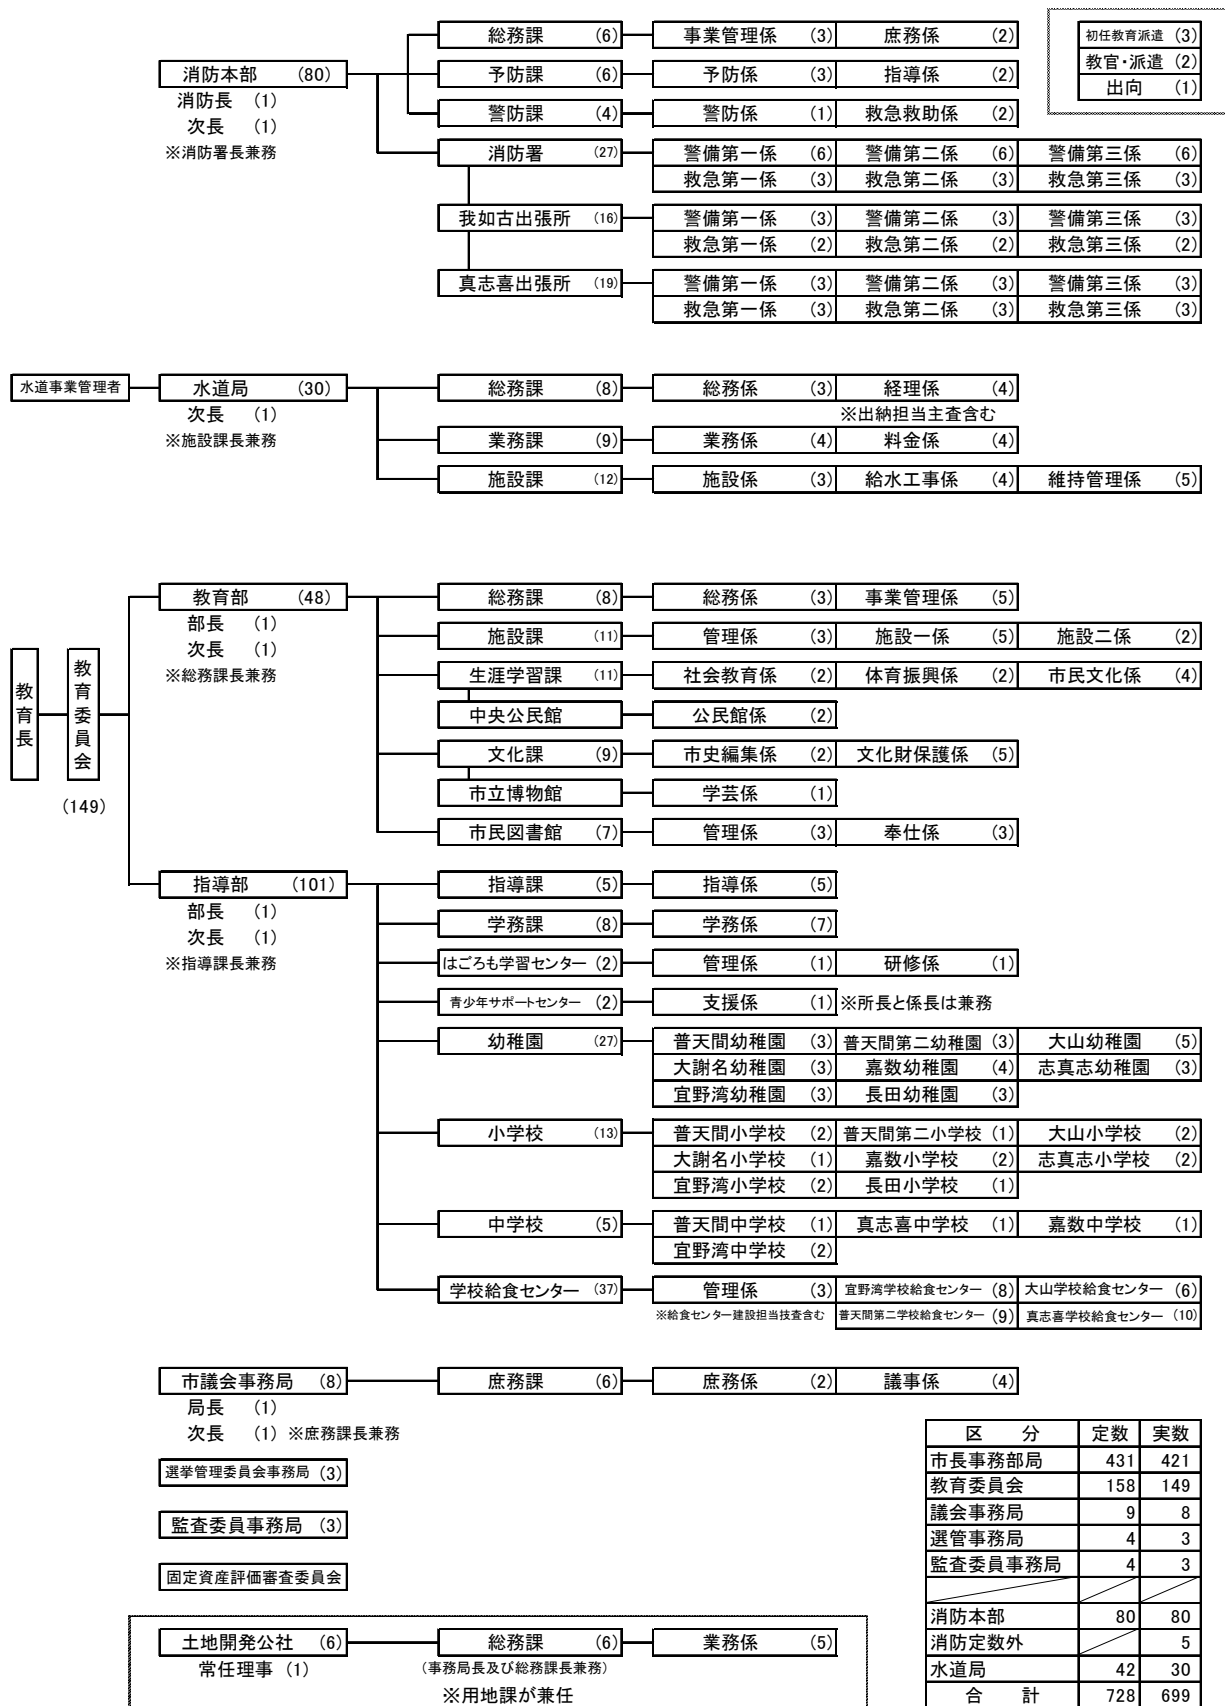 総務課 (6) 事業管理係 (3) 庶務係 (2)
初任教育派遣 (3)
消防本部 (80) 予防課 (6) 予防係 (3) 指導係 (2)
教官・派遣 (2)
出向 (1)
消防長 (1)
警防課 (4) 警防係 (1) 救急救助係 (2)
次長 (1)
※消防署長兼務
消防署 (27) 警備第一係 (6) 警備第二係 (6) 警備第三係 (6)
救急第一係 (3) 救急第二係 (3) 救急第三係 (3)
我如古出張所 (16) 警備第一係 (3) 警備第二係 (3) 警備第三係 (3)
救急第一係 (2) 救急第二係 (2) 救急第三係 (2)
真志喜出張所 (19) 警備第一係 (3) 警備第二係 (3) 警備第三係 (3)
救急第一係 (3) 救急第二係 (3) 救急第三係 (3)
水道事業管理者 水道局 (30) 総務課 (8) 総務係 (3) 経理係 (4)
次長 (1) ※出納担当主査含む
※施設課長兼務 業務課 (9) 業務係 (4) 料金係 (4)
施設課 (12) 施設係 (3) 給水工事係 (4) 維持管理係 (5)
教育長
教育委員会
(149)
教育部 (48) 総務課 (8) 総務係 (3) 事業管理係 (5)
部長 (1)
施設課 (11) 管理係 (3) 施設一係 (5) 施設二係 (2)
次長 (1)
※総務課長兼務 生涯学習課 (11) 社会教育係 (2) 体育振興係 (2) 市民文化係 (4)
中央公民館 公民館係 (2)
文化課 (9) 市史編集係 (2) 文化財保護係 (5)
市立博物館 学芸係 (1)
市民図書館 (7) 管理係 (3) 奉仕係 (3)
指導部 (101) 指導課 (5) 指導係 (5)
部長 (1)
学務課 (8) 学務係 (7)
次長 (1)
※指導課長兼務 はごろも学習センター (2) 管理係 (1) 研修係 (1)
青少年サポートセンター (2) 支援係 (1) ※所長と係長は兼務
幼稚園 (27) 普天間幼稚園 (3) 普天間第二幼稚園 (3) 大山幼稚園 (5)
大謝名幼稚園 (3) 嘉数幼稚園 (4) 志真志幼稚園 (3)
宜野湾幼稚園 (3) 長田幼稚園 (3)
小学校 (13) 普天間小学校 (2) 普天間第二小学校 (1) 大山小学校 (2)
大謝名小学校 (1) 嘉数小学校 (2) 志真志小学校 (2)
宜野湾小学校 (2) 長田小学校 (1)
中学校 (5) 普天間中学校 (1) 真志喜中学校 (1) 嘉数中学校 (1)
宜野湾中学校 (2)
学校給食センター (37) 管理係 (3) 宜野湾学校給食センター (8) 大山学校給食センター (6)
※給食センター建設担当技査含む 普天間第二学校給食センター (9) 真志喜学校給食センター (10)
市議会事務局 (8) 庶務課 (6) 庶務係 (2) 議事係 (4)
局長 (1)
次長 (1) ※庶務課長兼務
選挙管理委員会事務局 (3)
監査委員事務局 (3)
固定資産評価審査委員会
土地開発公社 (6) 総務課 (6) 業務係 (5)
常任理事 (1) (事務局長及び総務課長兼務)
※用地課が兼任
区 分 定数 実数
市長事務部局 431 421
教育委員会 158 149
議会事務局 9 8
選管事務局 4 3
監査委員事務局 4 3
消防本部 80 80
消防定数外 5
水道局 42 30
合 計 728 699